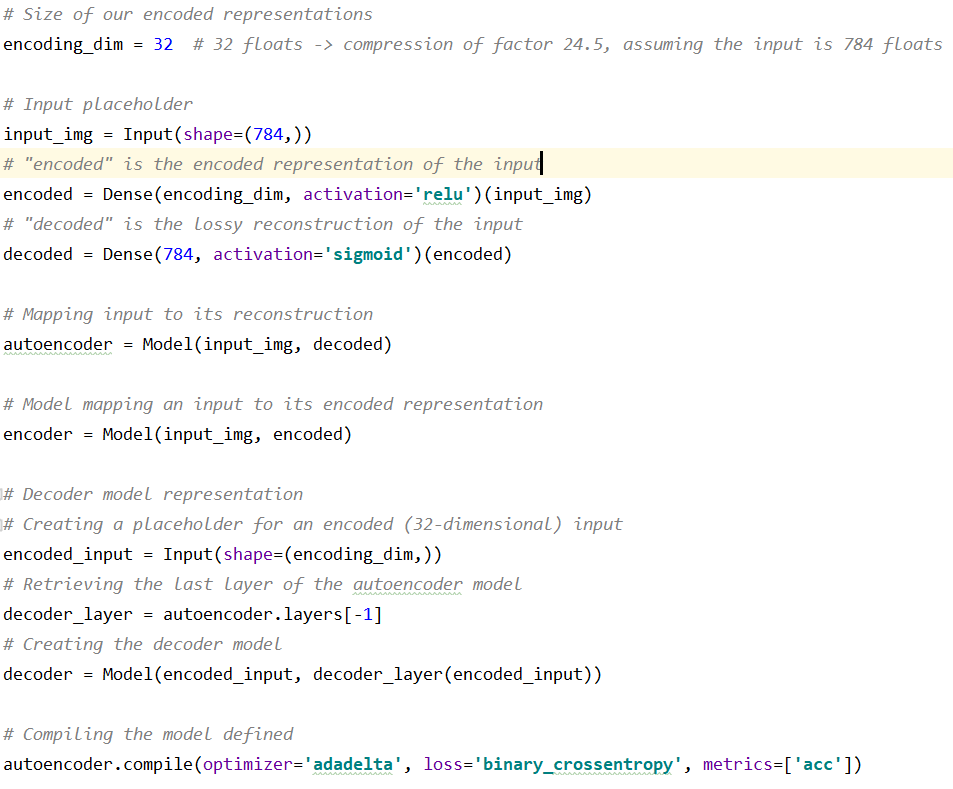 # Size of our encoded representations
encoding_dim = 32  # 32 floats -> compression of factor 24.5, assuming the input is 784 floats
# Input placeholder
input_img = Input(shape=(784,))
# "encoded" is the encoded representation of the input
encoded = Dense(encoding_dim, activation='relu')(input_img)
# "decoded" is the lossy reconstruction of the input
decoded = Dense(784, activation='sigmoid')(encoded)
# Mapping input to its reconstruction
autoencoder = Model(input_img, decoded)
# Model mapping an input to its encoded representation
encoder = Model(input_img, encoded)
# Decoder model representation
# Creating a placeholder for an encoded (32-dimensional) input
encoded_input = Input(shape=(encoding_dim,))
# Retrieving the last layer of the autoencoder model
decoder_layer = autoencoder.layers[-1]
# Creating the decoder model
decoder = Model(encoded_input, decoder_layer(encoded_input))
# Compiling the model defined
autoencoder.compile(optimizer='adadelta', loss='binary_crossentropy', metrics=['acc'])